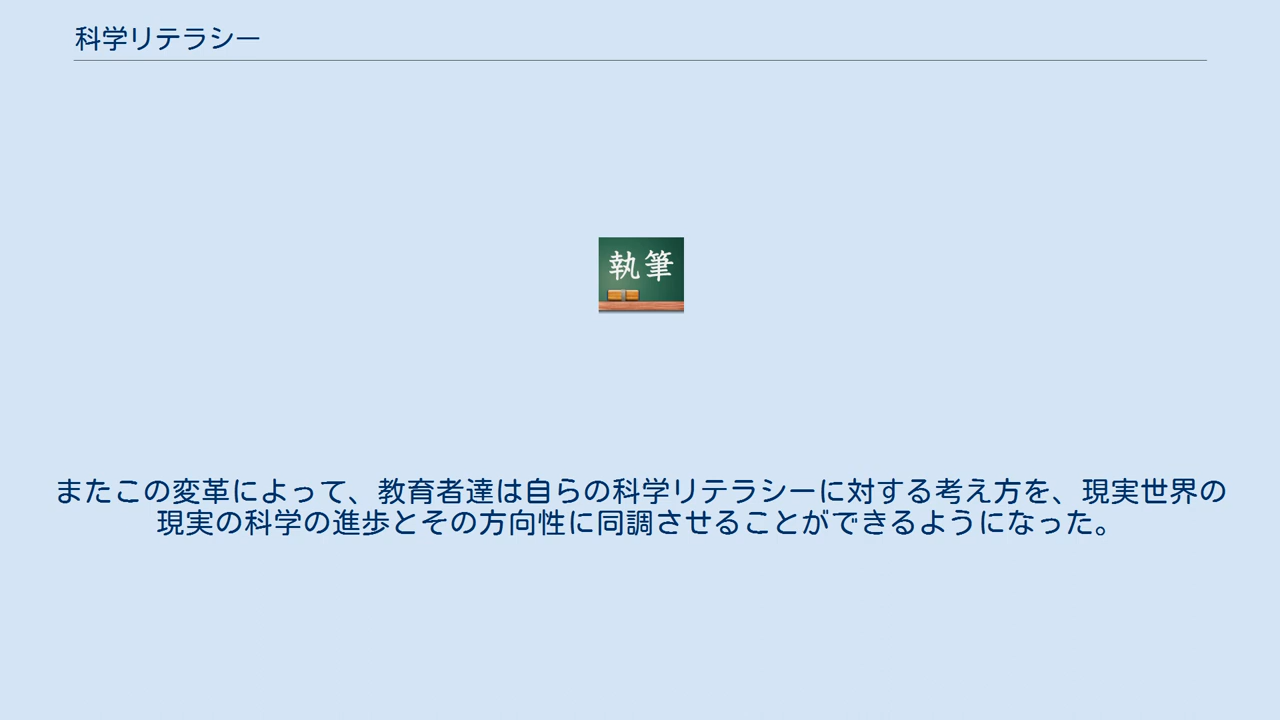 科学リテラシー
執筆
またこの変革によって、教育者達は自らの科学リテラシーに対する考え方を、現実世界の
現実の科学の進歩とその方向性に同調させることができるようになった。